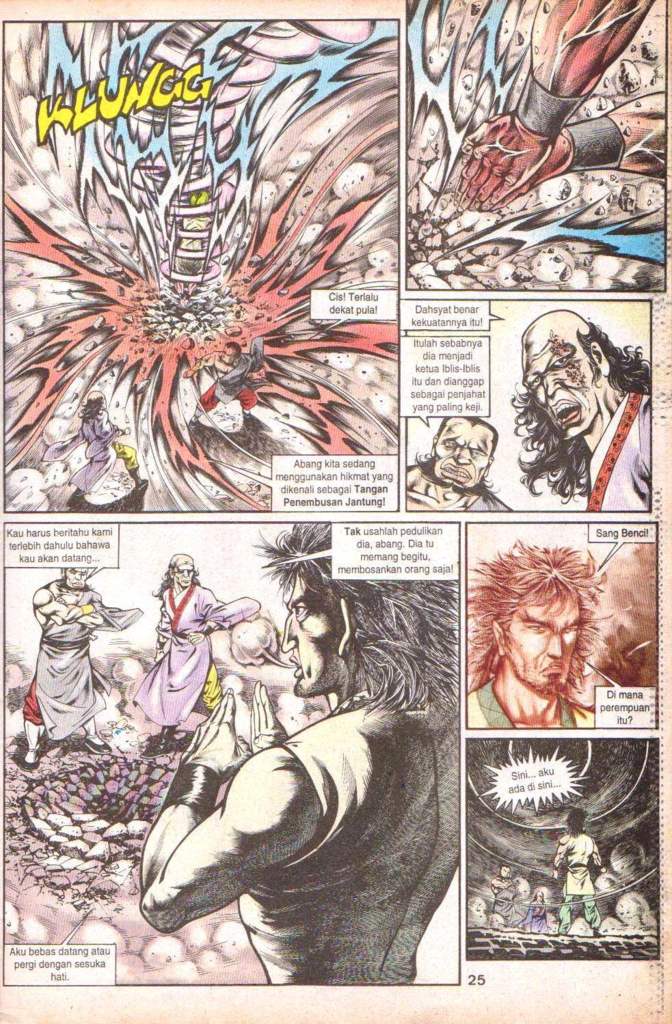 KLUNGG
Cis! Terlalu
dekat pula!
Abang kita sedang
menggunakan hikmat yang
dikenali sebagai Tangan
Penembusan Jantung!
Dahsyat benar
kekuatannya itu!
Itulah sebabnya
dia menjadi
ketua Iblis-Iblis
itu dan dianggap
sebagai penjahat
yang paling keji.
Kau harus beritahu kami
terlebih dahulu bahawa
kau akan datang...
Tak usahlah pedulikan
dia, abang. Dia tu
memang begitu,
membosankan orang saja!
Aku bebas datang atau
pergi dengan sesuka
hati.
Sang Benci!
Di mana
perempuan
itu?
Sini... aku
ada di sini...
25